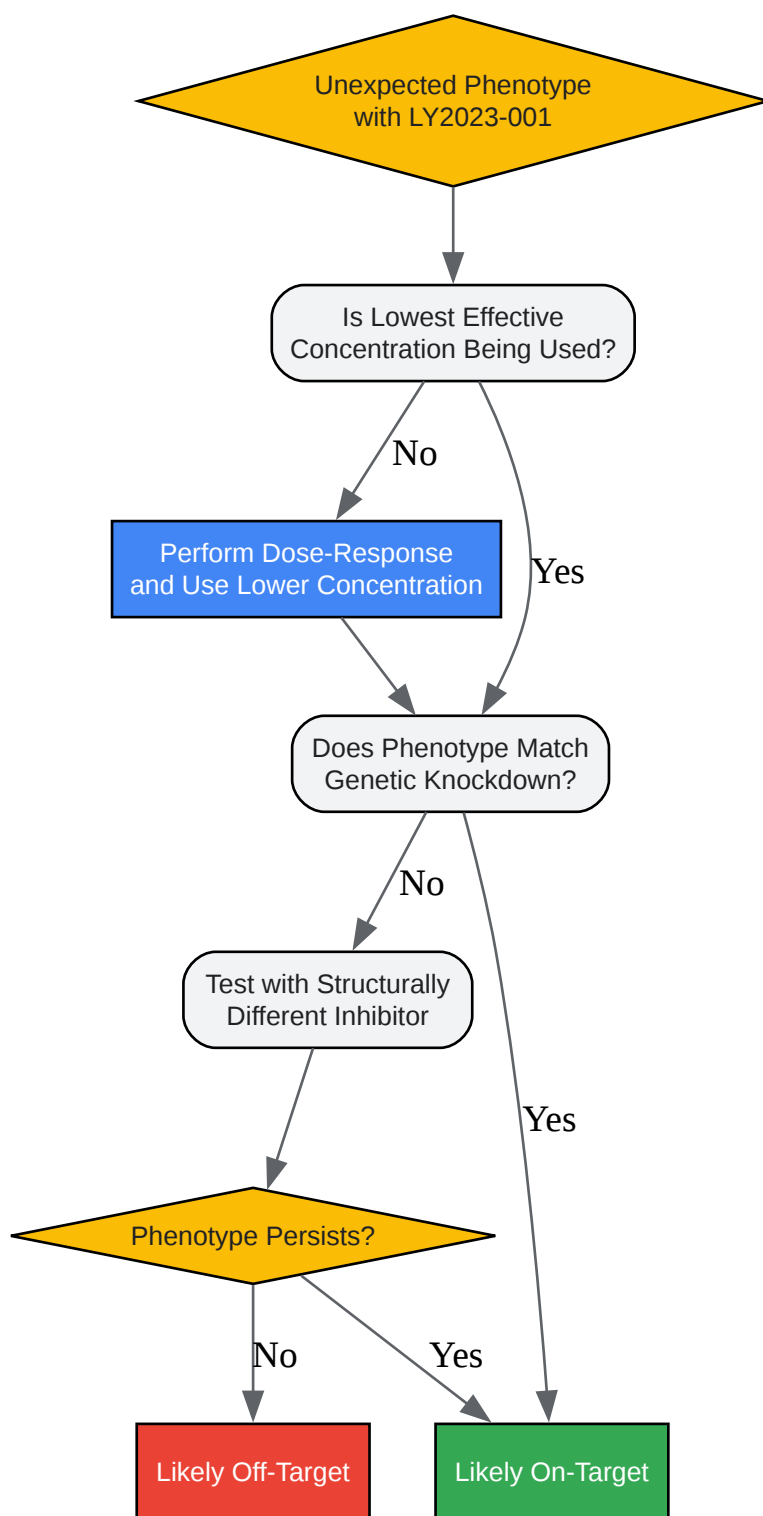 Unexpected Phenotype
with LY2023-001
Is Lowest Effective
Concentration Being Used?
No
Perform Dose-Response
and Use Lower Concentration
Yes
Does Phenotype Match
Genetic Knockdown?
No
Test with Structurally
Different Inhibitor
Yes
Phenotype Persists?
No
Yes
Likely Off-Target
Likely On-Target